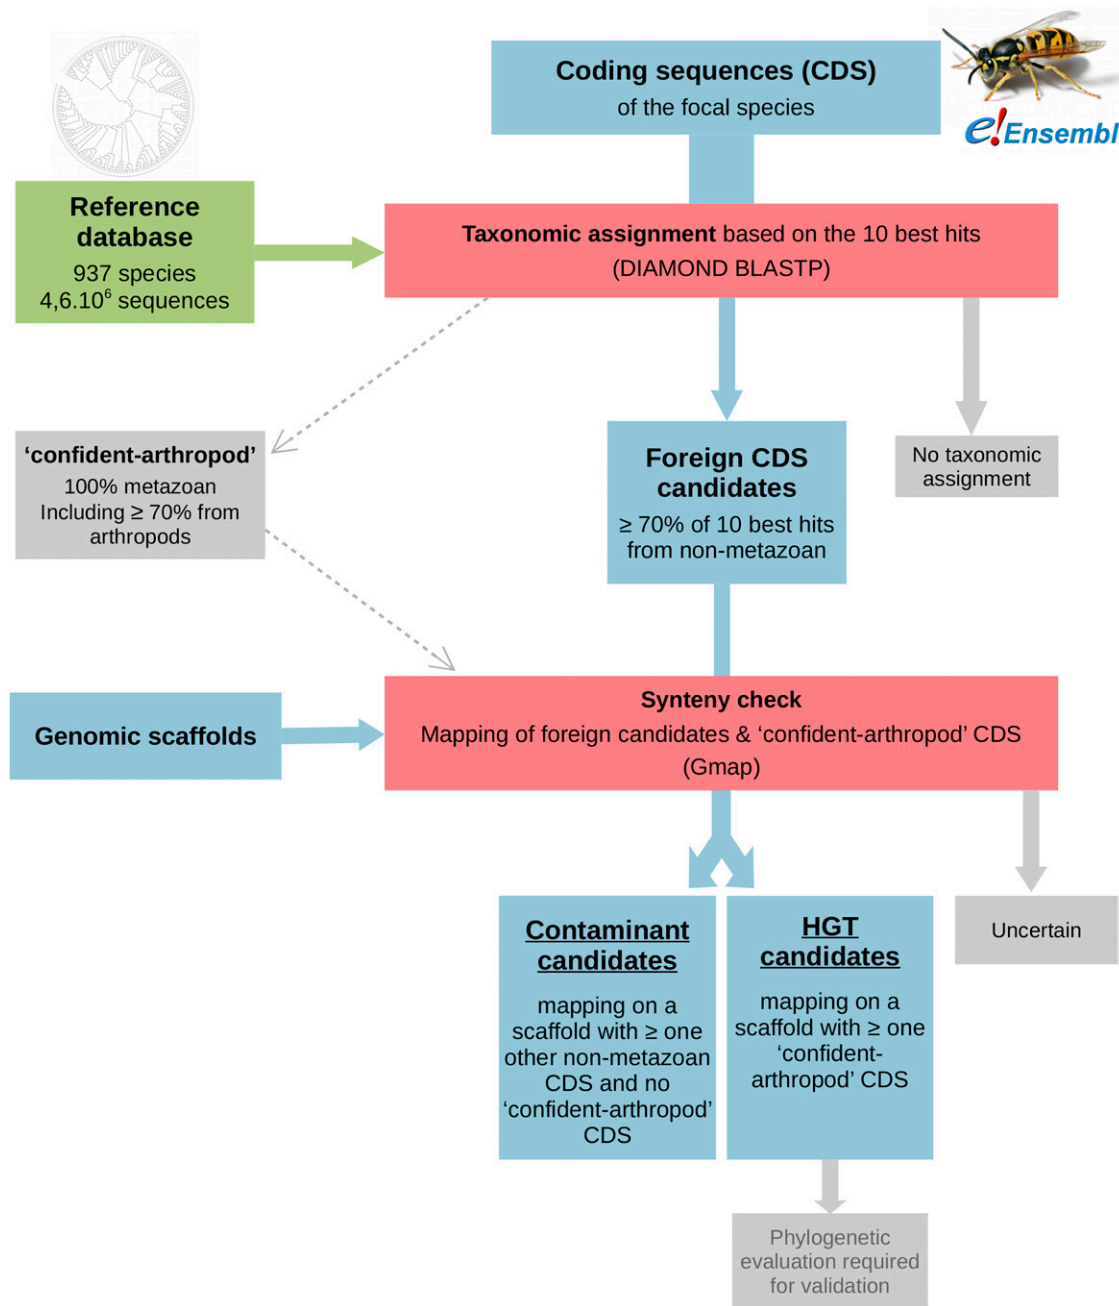 Coding sequences (CDS)
of the focal species
e!Ensembl
Reference
database
937 species
4,6.10⁶ sequences
Taxonomic assignment based on the 10 best hits
(DIAMOND BLASTP)
‘confident-arthropod’
100% metazoan
Including ≥ 70% from
arthropods
Foreign CDS
candidates
≥ 70% of 10 best hits
from non-metazoan
No taxonomic
assignment
Genomic scaffolds
Synteny check
Mapping of foreign candidates & ‘confident-arthropod’ CDS
(Gmap)
Contaminant
candidates
mapping on a
scaffold with ≥ one
other non-metazoan
CDS and no
‘confident-arthropod’
CDS
HGT
candidates
mapping on a
scaffold with ≥ one
‘confident-
arthropod’ CDS
Uncertain
Phylogenetic
evaluation required
for validation